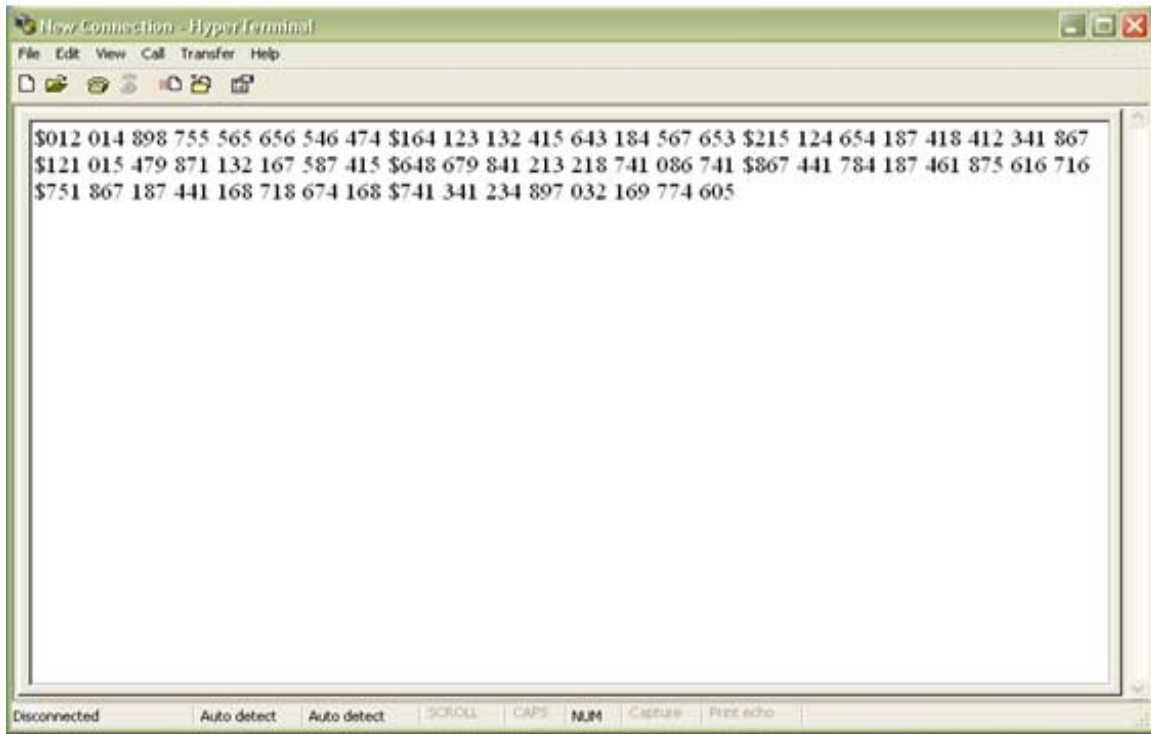 New Connection - HyperTerminal
File Edit View Call Transfer Help
$012 014 898 755 565 656 546 474 $164 123 132 415 643 184 567 653 $215 124 654 187 418 412 341 867
$121 015 479 871 132 167 587 415 $648 679 841 213 218 741 086 741 $867 441 784 187 461 875 616 716
$751 867 187 441 168 718 674 168 $741 341 234 897 032 169 774 605
Disconnected Auto detect Auto detect SCROLL CAPS NUM Capture Print echo